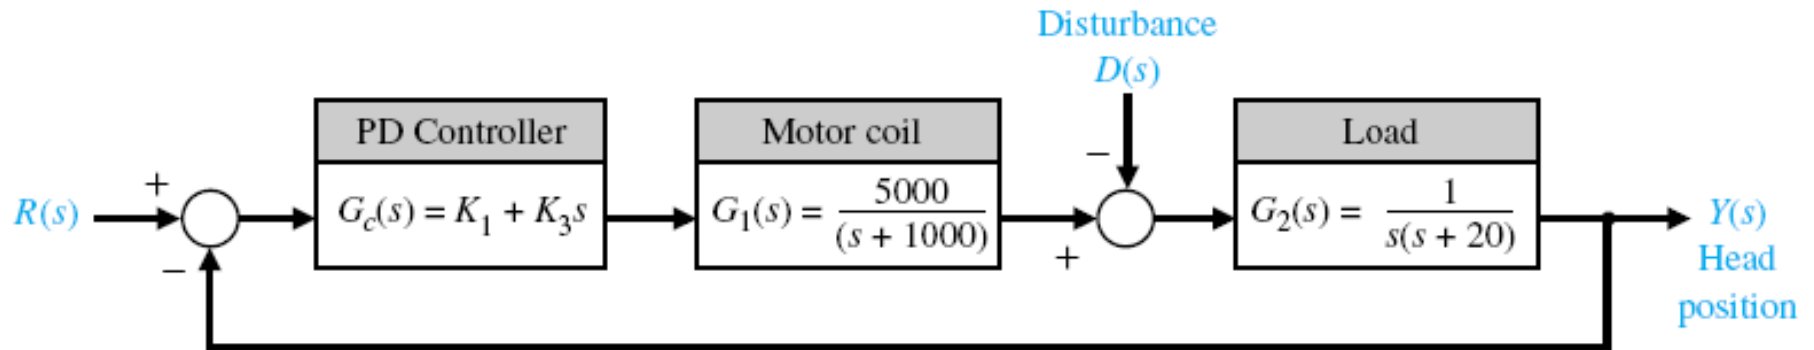 Disturbance
D(s)
PD Controller
Motor coil
Load
R(s)
+
−
G_c(s) = K_1 + K_3s
G_1(s) = 5000/(s + 1000)
−
+
G_2(s) = 1/s(s + 20)
Y(s)
Head
position